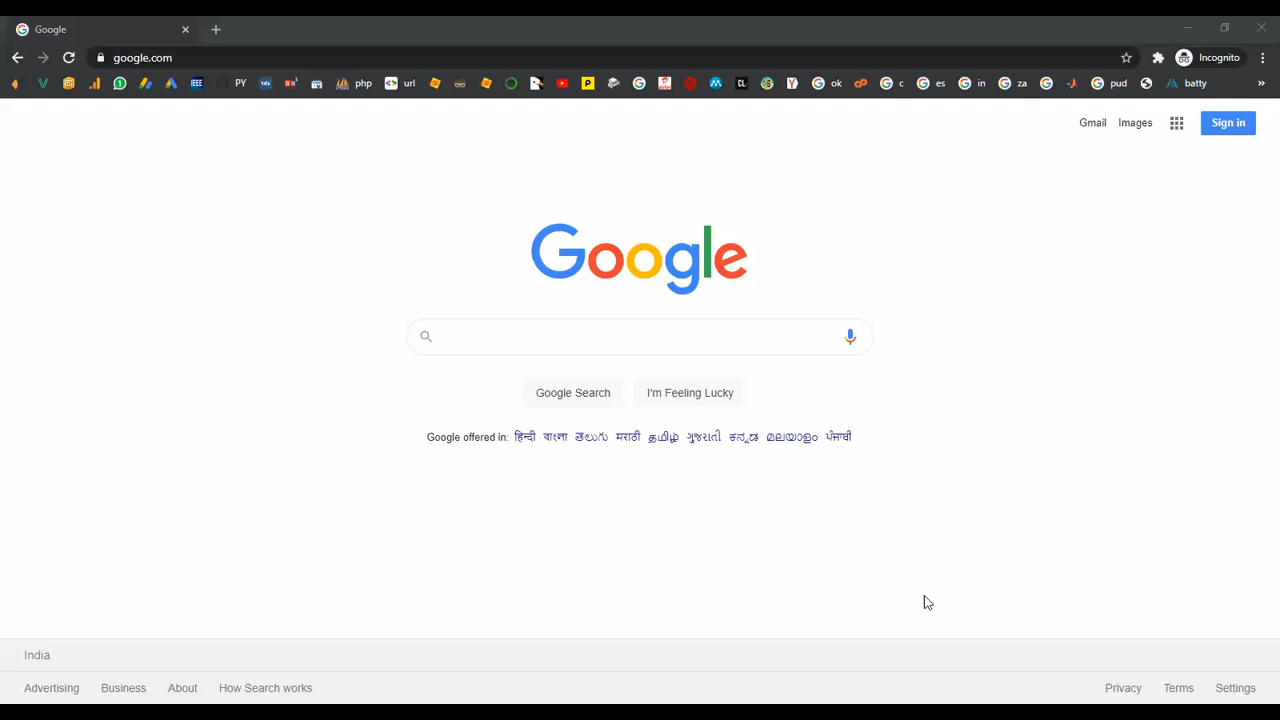 Google
google.com
Incognito
PY
php
url
ok
c
es
in
za
pud
batty
Gmail Images Sign in
Google
Google Search I'm Feeling Lucky
Google offered in: हिन्दी বাংলা తెలుగు मराठी தமிழ் ગુજરાતી ಕನ್ನಡ മലയാളം ਪੰਜਾਬੀ
India
Advertising Business About How Search works Privacy Terms Settings